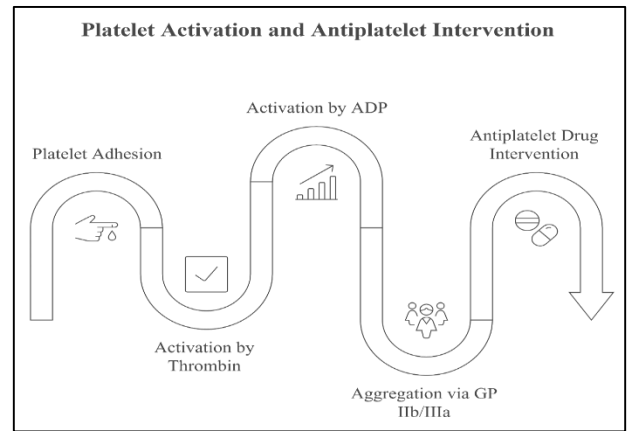 Platelet Activation and Antiplatelet Intervention
Platelet Adhesion
Activation by
Thrombin
Activation by ADP
Aggregation via GP
IIb/IIIa
Antiplatelet Drug
Intervention